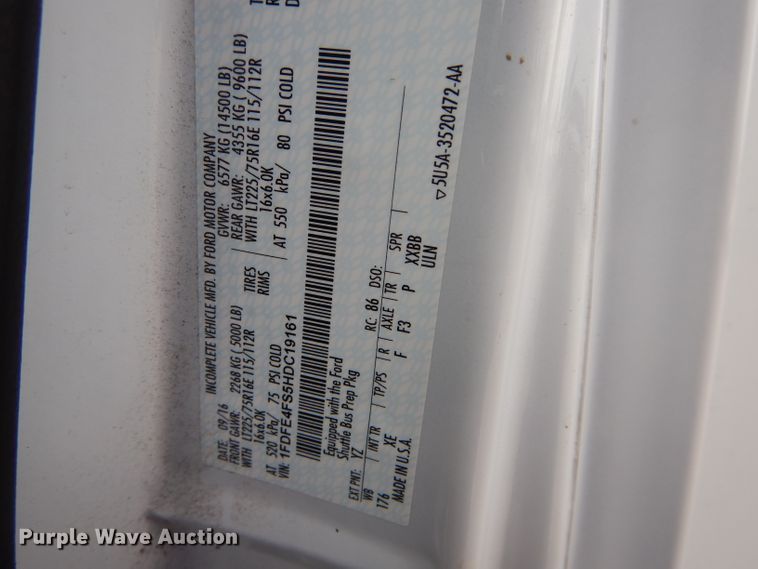 INCOMPLETE VEHICLE MFD. BY FORD MOTOR COMPANY
DATE: 09/16 GVWR: 6577 KG (14500 LB)
FRONT GAWR: 2268 KG ( 5000 LB) REAR GAWR: 4355 KG ( 9600 LB)
WITH LT225/75R16E 115/112R TIRES WITH LT225/75R16E 115/112R
16x6.0K RIMS 16x6.0K
AT 520 kPa/ 75 PSI COLD AT 550 kPa/ 80 PSI COLD
VIN: 1FDFE4FS5HDC19161
Equipped with the Ford
Shuttle Bus Prep Pkg
EXT PNT: YZ RC: 86 DSO:
WB INT TR TP/PS R AXLE TR SPR
176 XE F F3 P XXBB
MADE IN U.S.A. ULN
▽5U5A-3520472-AA
Purple Wave Auction